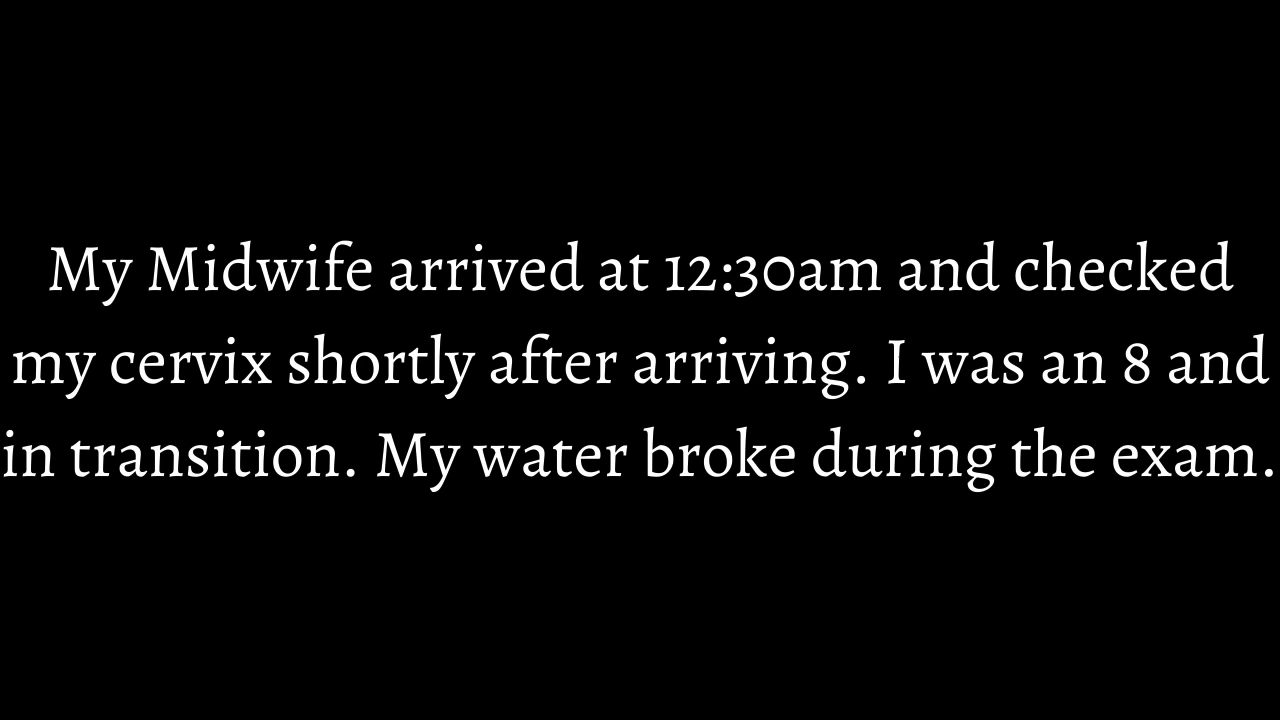 My Midwife arrived at 12:30am and checked
my cervix shortly after arriving. I was an 8 and
in transition. My water broke during the exam.